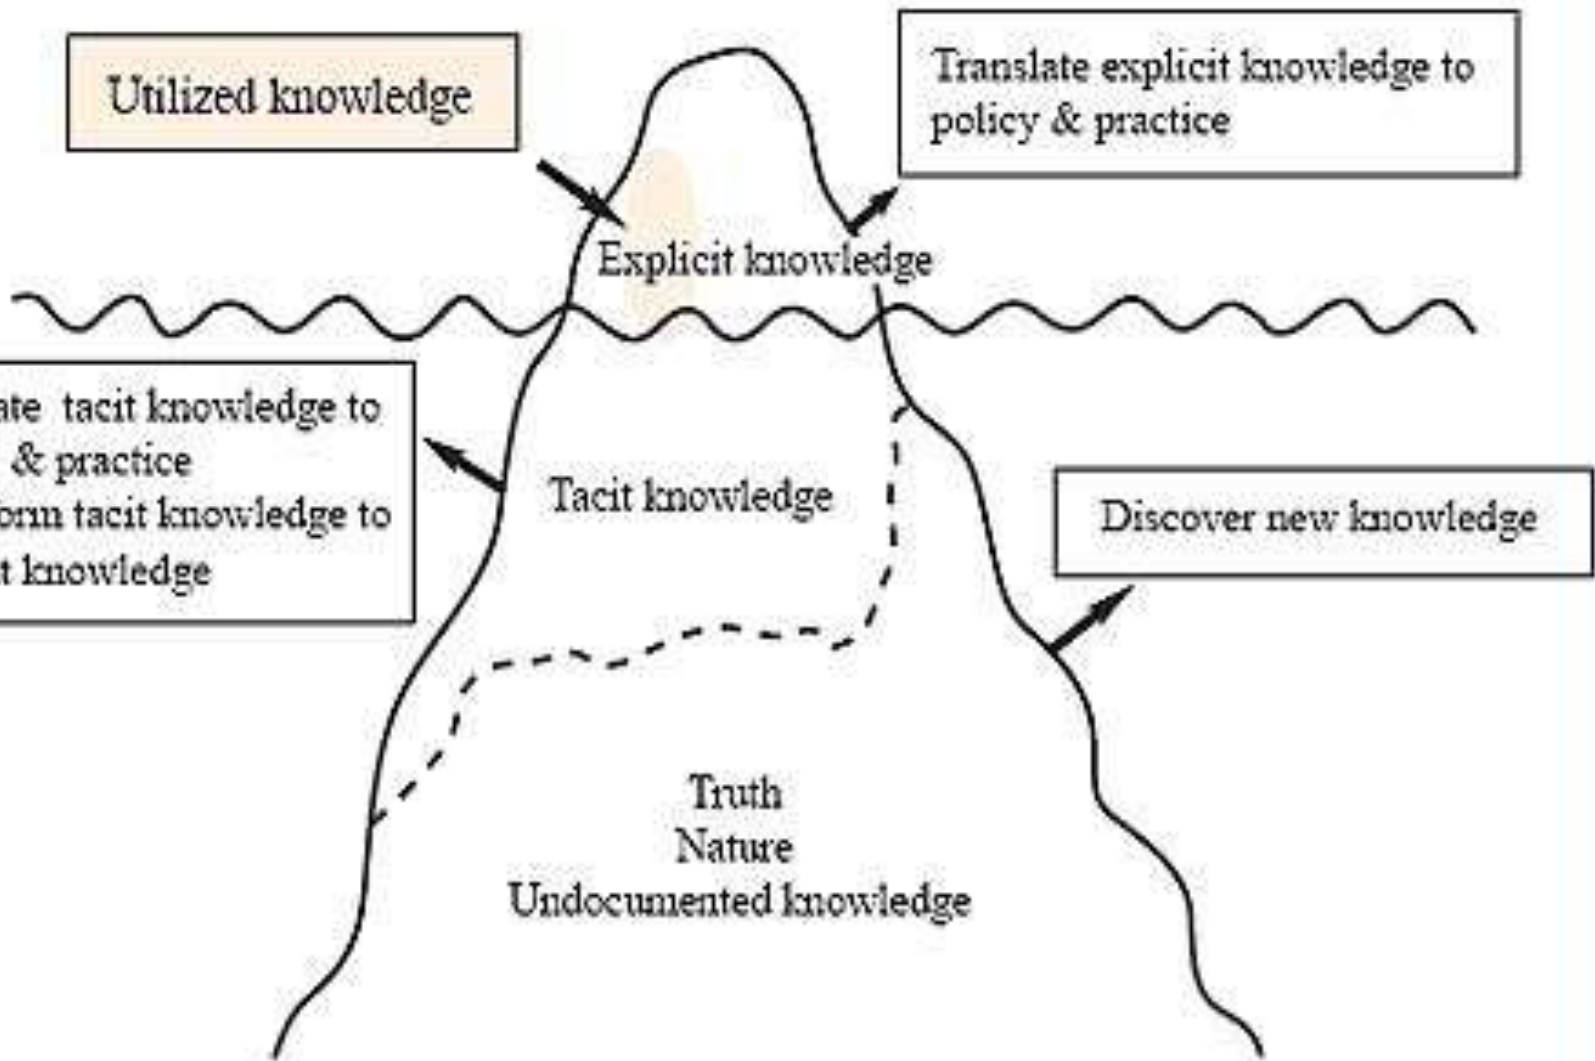 Utilized knowledge
Translate explicit knowledge to
policy & practice
Explicit knowledge
tacit knowledge to
& practice
tacit knowledge to
knowledge
Tacit knowledge
Discover new knowledge
Truth
Nature
Undocumented knowledge